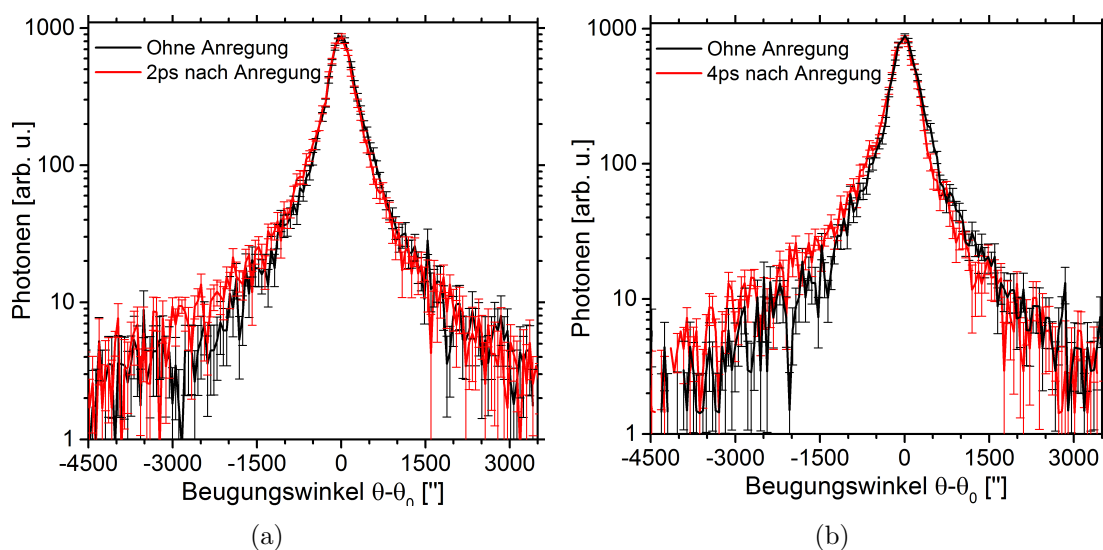 1000
100
10
1
Photonen [arb. u.]
Ohne Anregung
2ps nach Anregung
-4500 -3000 -1500 0 1500 3000
Beugungswinkel θ-θ₀ ["]
(a)
1000
100
10
1
Photonen [arb. u.]
Ohne Anregung
4ps nach Anregung
-4500 -3000 -1500 0 1500 3000
Beugungswinkel θ-θ₀ ["]
(b)